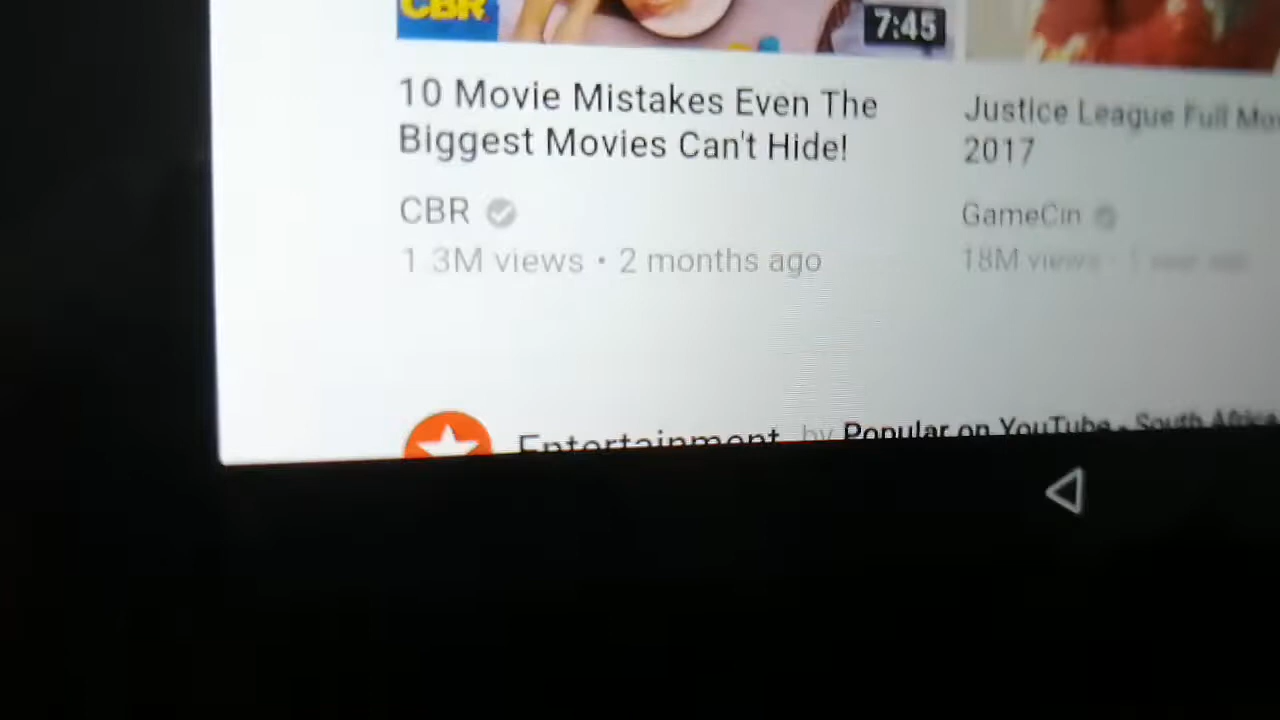 CBR
7:45
10 Movie Mistakes Even The
Biggest Movies Can't Hide!
CBR
1.3M views • 2 months ago
Justice League Full
2017
GameCin
18M views
Entertainment by Popular on YouTube - South Africa